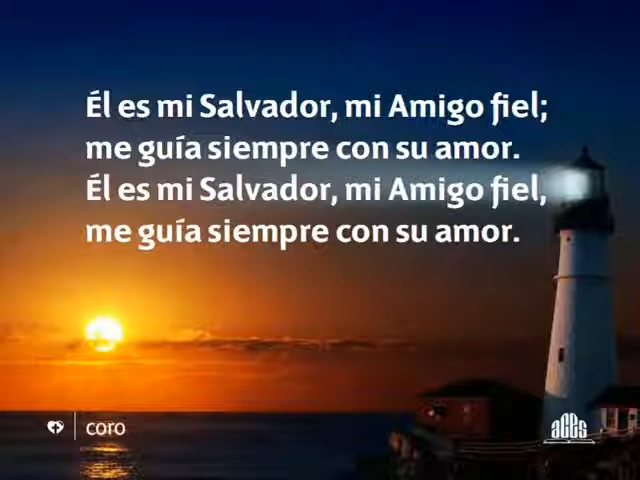 Él es mi Salvador, mi Amigo fiel;
me guía siempre con su amor.
Él es mi Salvador, mi Amigo fiel,
me guía siempre con su amor.
coro
aces